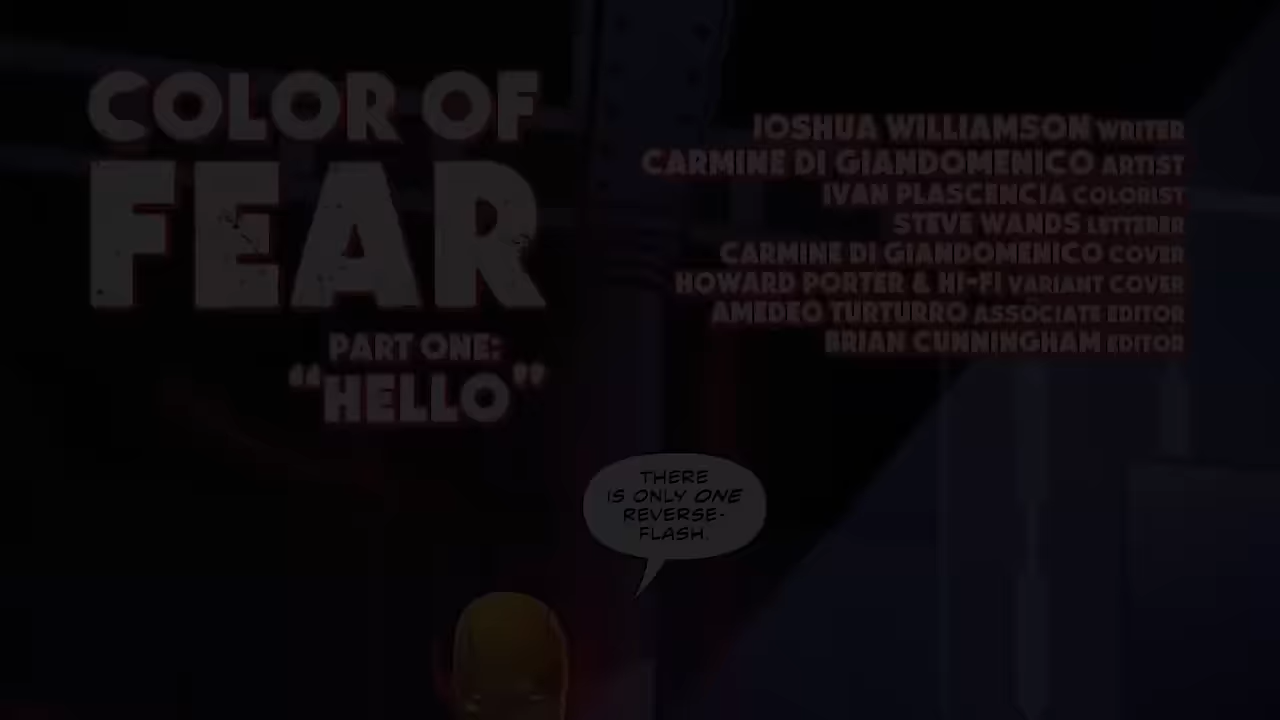 COLOR OF
FEAR
PART ONE:
"HELLO"
JOSHUA WILLIAMSON WRITER
CARMINE DI GIANDOMENICO ARTIST
IVAN PLASCENCIA COLORIST
STEVE WANDS LETTERER
CARMINE DI GIANDOMENICO COVER
HOWARD PORTER & HI-FI VARIANT COVER
AMEDEO TURTURRO ASSOCIATE EDITOR
BRIAN CUNNINGHAM EDITOR
THERE
IS ONLY ONE
REVERSE-
FLASH.